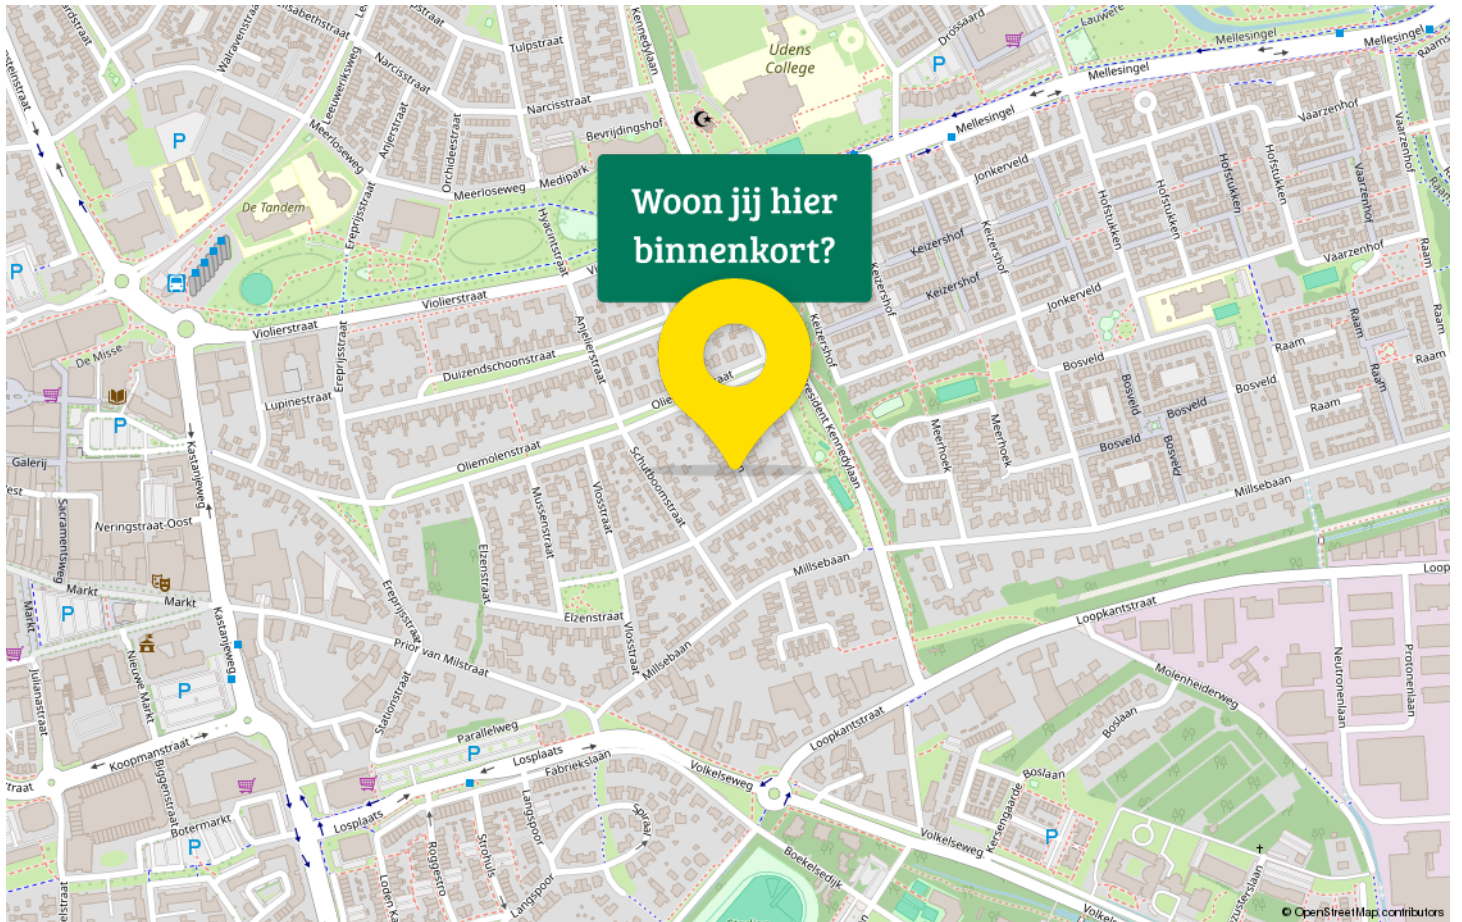 Udens
College
Drossaard
Lauwere
Mellesingel
Mellesingel
Mellesingel
Mellesingel
Raams
Kennedylaan
Tulpstraat
Narcisstraat
Narcisstraat
Walravenstraat
Leeuweriksweg
Meerloseweg
Anjerstraat
Orchideestraat
Bevrijdingshof
Medipark
Meerloseweg
De Tandem
Ereprijsstraat
Hyacintstraat
Woon jij hier
binnenkort?
Jonkerveld
Vaarzenhof
Vaarzenhof
Hofstukken
Hofstukken
Hofstukken
Hofstukken
Vaarzenhof
Vaarzenhof
Keizershof
Keizershof
Keizershof
Keizershof
Keizershof
Jonkerveld
Raam
Raam
Raam
Raam
Raam
Raam
Violierstraat
Violierstraat
De Misse
Ereprijsstraat
Duizendschoonstraat
Anjelierstraat
Lupinestraat
Bosveld
Bosveld
Bosveld
Bosveld
Bosveld
Bosveld
Oliemolenstraat
Meerhoek
Meerhoek
Galerij
Kastanjeweg
Schutboomstraat
Mussenstraat
Vlosstraat
Millsebaan
Sacramentsweg
Elzenstraat
Millsebaan
Markt
Markt
Markt
Kastanjeweg
Ereprijsstraat
Elzenstraat
Vlosstraat
Millsebaan
Loopkantstraat
Prior van Milstraat
Julianastraat
Nieuwe Markt
Stationstraat
Molenheiderweg
Neutronenlaan
Protonenlaan
Parallelweg
Loopkantstraat
Boslaan
Koopmanstraat
Losplaats
Fabriekslaan
Volkelseweg
Boslaan
Biggenstraat
Botermarkt
Losplaats
Langspoor
Spiraal
Kersengaarde
Roggestro
Strohuis
Langspoor
Volkelseweg
Boekelsedijk
© OpenStreetMap contributors